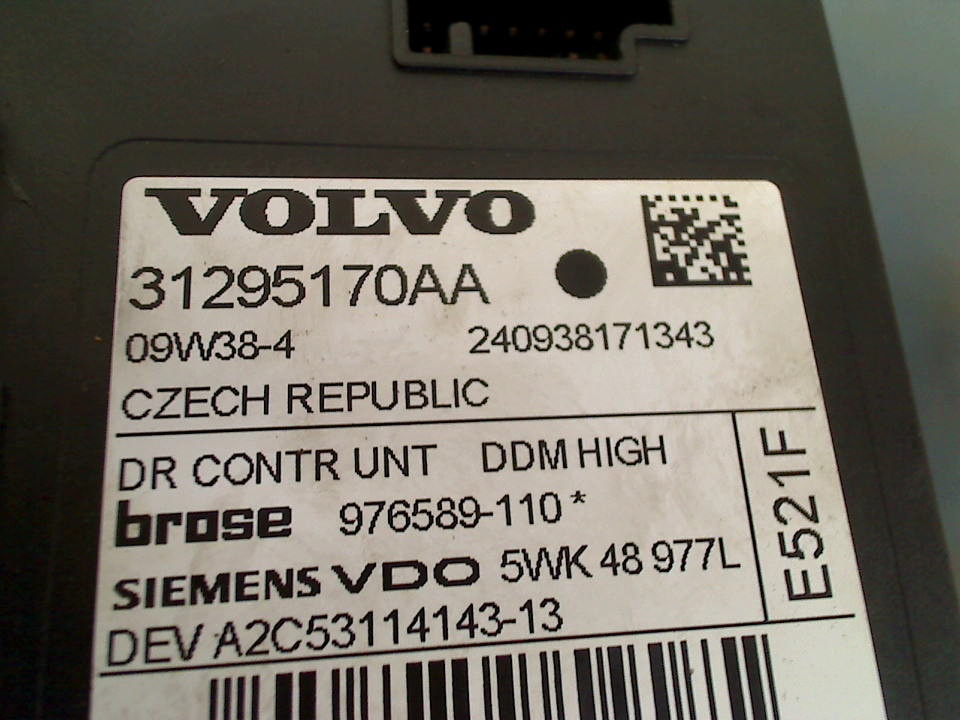 VOLVO
31295170AA
09W38-4 240938171343
CZECH REPUBLIC
DR CONTR UNT DDM HIGH
brose 976589-110*
SIEMENS VDO 5WK 48 977L
DEV A2C53114143-13
E521F